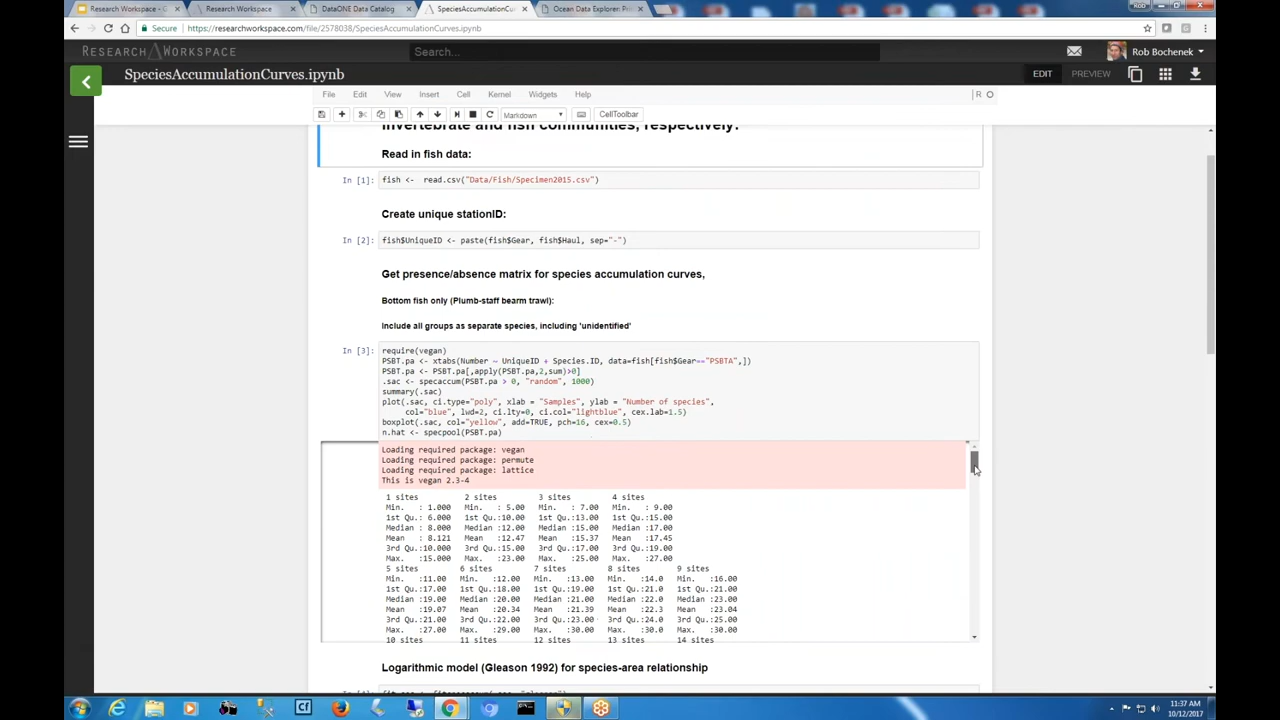 Research Workspace - G
Research Workspace
DataONE Data Catalog
SpeciesAccumulationCur
Ocean Data Explorer: Pri
Rob
Secure
https://researchworkspace.com/file/2578038/SpeciesAccumulationCurves.ipynb
RESEARCH WORKSPACE
Search...
Rob Bochenek
SpeciesAccumulationCurves.ipynb
EDIT
PREVIEW
File Edit View Insert Cell Kernel Widgets Help
R
Markdown
CellToolbar
invertebrate and fish communities, respectively?
Read in fish data:
In [1]: fish <- read.csv("Data/Fish/Specimen2015.csv")
Create unique stationID:
In [2]: fish$UniqueID <- paste(fish$Gear, fish$Haul, sep="-")
Get presence/absence matrix for species accumulation curves,
Bottom fish only (Plumb-staff bearm trawl):
Include all groups as separate species, including 'unidentified'
In [3]: require(vegan)
PSBT.pa <- xtabs(Number ~ UniqueID + Species.ID, data=fish[fish$Gear=="PSBTA",])
PSBT.pa <- PSBT.pa[,apply(PSBT.pa,2,sum)>0]
.sac <- specaccum(PSBT.pa > 0, "random", 1000)
summary(.sac)
plot(.sac, ci.type="poly", xlab = "Samples", ylab = "Number of species",
col="blue", lwd=2, ci.lty=0, ci.col="lightblue", cex.lab=1.5)
boxplot(.sac, col="yellow", add=TRUE, pch=16, cex=0.5)
n.hat <- specpool(PSBT.pa)
Loading required package: vegan
Loading required package: permute
Loading required package: lattice
This is vegan 2.3-4
1 sites 2 sites 3 sites 4 sites
Min. : 1.000 Min. : 5.00 Min. : 7.00 Min. : 9.00
1st Qu.: 6.000 1st Qu.:10.00 1st Qu.:13.00 1st Qu.:15.00
Median : 8.000 Median :12.00 Median :15.00 Median :17.00
Mean : 8.121 Mean :12.47 Mean :15.37 Mean :17.45
3rd Qu.:10.000 3rd Qu.:15.00 3rd Qu.:17.00 3rd Qu.:19.00
Max. :15.000 Max. :23.00 Max. :25.00 Max. :27.00
5 sites 6 sites 7 sites 8 sites 9 sites
Min. :11.00 Min. :12.00 Min. :13.00 Min. :14.0 Min. :16.00
1st Qu.:17.00 1st Qu.:18.00 1st Qu.:19.00 1st Qu.:21.0 1st Qu.:21.00
Median :19.00 Median :20.00 Median :21.00 Median :22.0 Median :23.00
Mean :19.07 Mean :20.34 Mean :21.39 Mean :22.3 Mean :23.04
3rd Qu.:21.00 3rd Qu.:22.00 3rd Qu.:23.00 3rd Qu.:24.0 3rd Qu.:25.00
Max. :27.00 Max. :29.00 Max. :30.00 Max. :30.0 Max. :30.00
10 sites 11 sites 12 sites 13 sites 14 sites
Logarithmic model (Gleason 1992) for species-area relationship
Cf
11:37 AM
10/12/2017